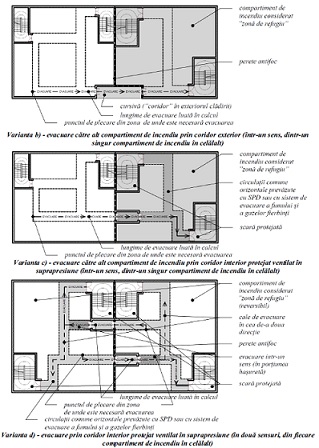 compartiment de
incendiu considerat
"zonă de refugiu"
perete antifoc
EVACUARE
cursivă ("coridor" în exteriorul clădirii)
lungime de evacuare luată în calcul
punctul de plecare din zona de unde este necesară evacuarea
Varianta b) - evacuare către alt compartiment de incendiu prin coridor exterior (într-un sens, dintr-un
singur compartiment de incendiu în celălalt)
compartiment de
incendiu considerat
"zonă de refugiu"
circulații comune
orizontale prevăzute
cu SPD sau cu sistem de
evacuare a fumului și
a gazelor fierbinți
scară protejată
EVACUARE
lungime de evacuare luată în calcul
punctul de plecare din zona de unde este necesară evacuarea
Varianta c) - evacuare către alt compartiment de incendiu prin coridor interior protejat ventilat în
suprapresiune (într-un sens, dintr-un singur compartiment de incendiu în celălalt)
compartiment de
incendiu considerat
"zonă de refugiu"
(reversibil)
cale de evacuare
în cea de-a doua
direcție
perete antifoc
evacuare într-un
sens (în porțiunea
hașurată)
scară protejată
lungime de evacuare luată în calcul
punctul de plecare din zona
de unde este necesară evacuarea
circulații comune orizontale prevăzute cu SPD sau cu sistem de
evacuare a fumului și a gazelor fierbinți
Varianta d) - evacuare prin coridor interior protejat ventilat în suprapresiune (în două sensuri, din fiecare
compartiment de incendiu în celălalt)